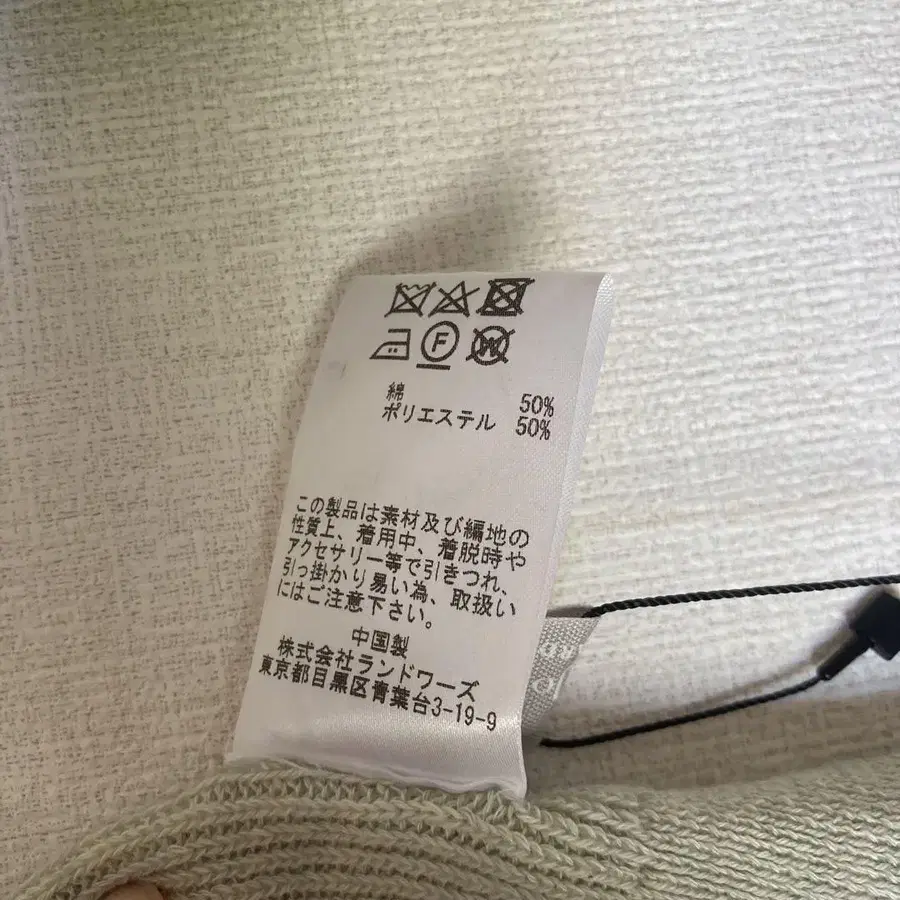 F W
綿 50%
ポリエステル 50%
この製品は素材及び編地の
性質上、着用中、着脱時や
アクセサリー等で引きつれ、
引っ掛かり易い為、取扱い
にはご注意下さい。
中国製
株式会社ランドワーズ
東京都目黒区青葉台3-19-9